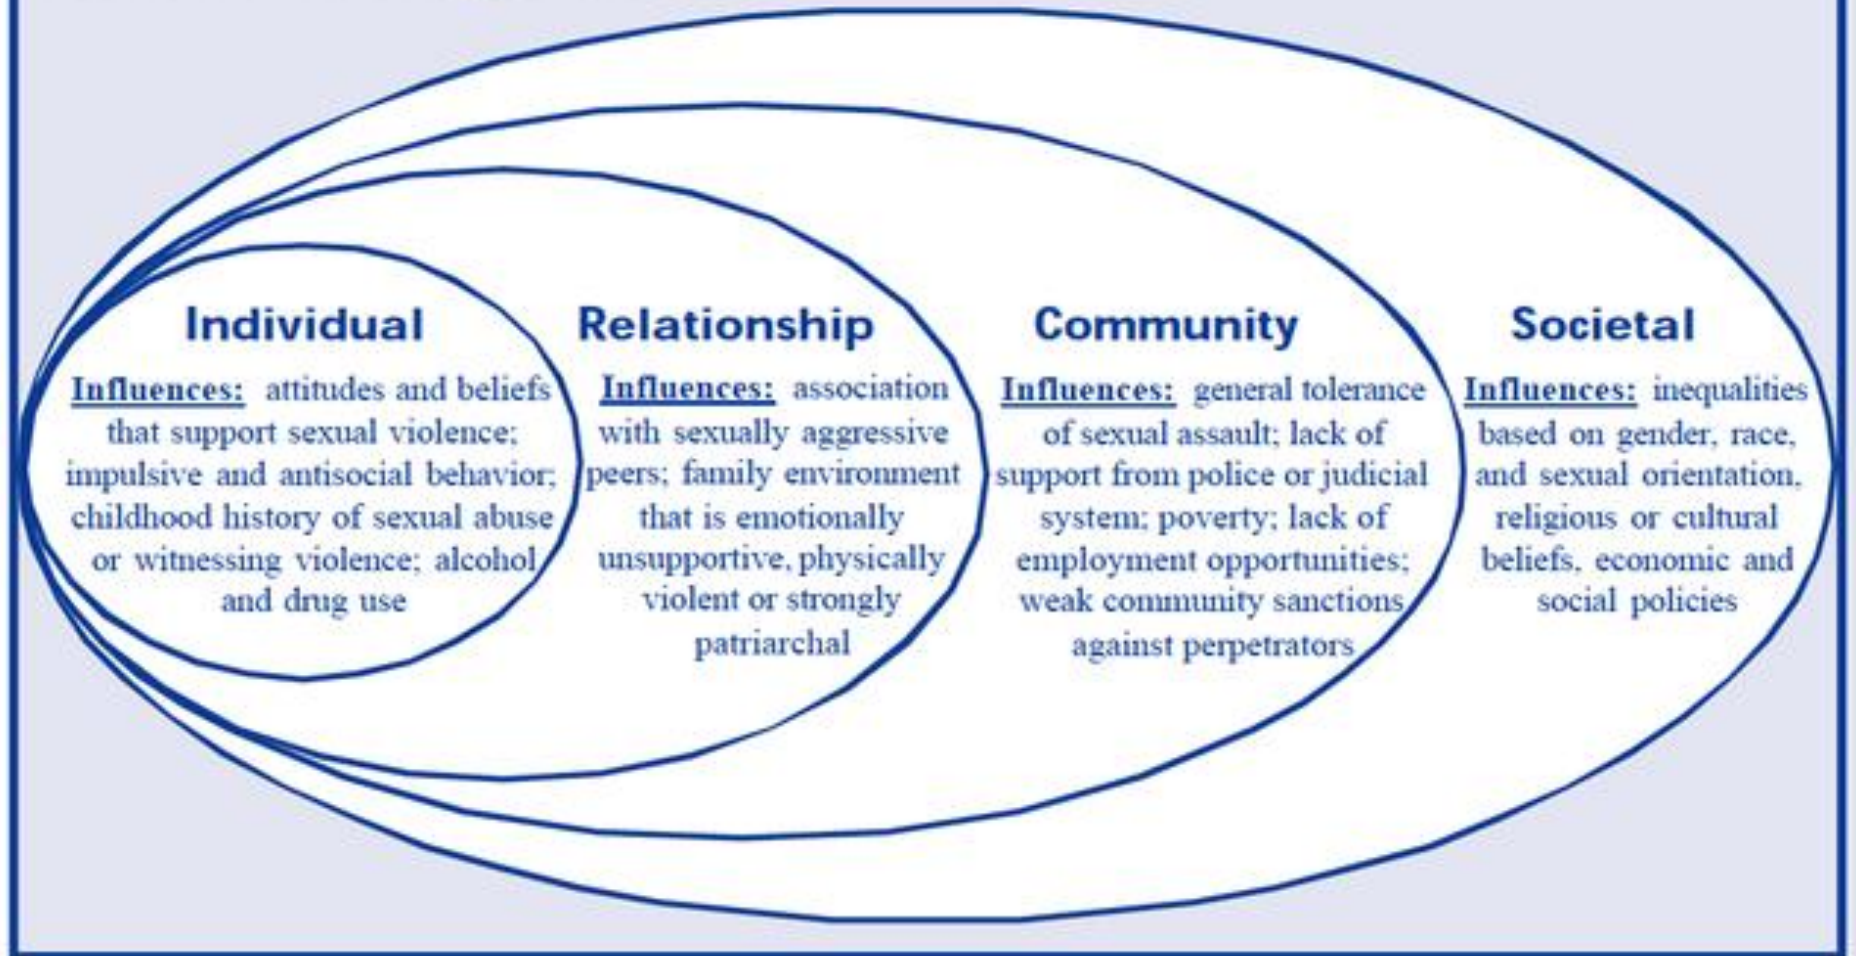 Individual
Influences: attitudes and beliefs
that support sexual violence;
impulsive and antisocial behavior;
childhood history of sexual abuse
or witnessing violence; alcohol
and drug use
Relationship
Influences: association
with sexually aggressive
peers; family environment
that is emotionally
unsupportive, physically
violent or strongly
patriarchal
Community
Influences: general tolerance
of sexual assault; lack of
support from police or judicial
system; poverty; lack of
employment opportunities;
weak community sanctions
against perpetrators
Societal
Influences: inequalities
based on gender, race,
and sexual orientation,
religious or cultural
beliefs, economic and
social policies